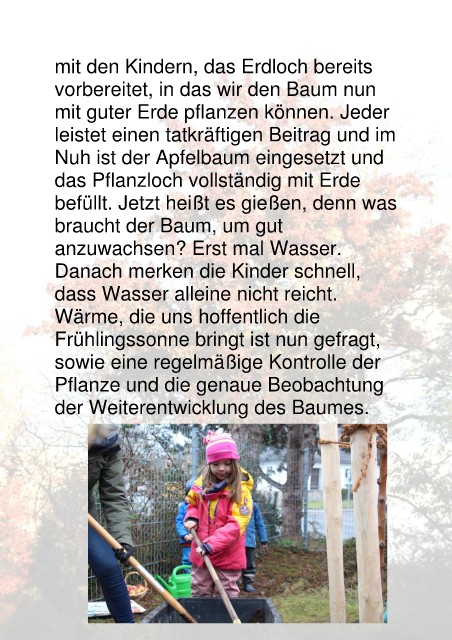 mit den Kindern, das Erdloch bereits
vorbereitet, in das wir den Baum nun
mit guter Erde pflanzen können. Jeder
leistet einen tatkräftigen Beitrag und im
Nuh ist der Apfelbaum eingesetzt und
das Pflanzloch vollständig mit Erde
befüllt. Jetzt heißt es gießen, denn was
braucht der Baum, um gut
anzuwachsen? Erst mal Wasser.
Danach merken die Kinder schnell,
dass Wasser alleine nicht reicht.
Wärme, die uns hoffentlich die
Frühlingssonne bringt ist nun gefragt,
sowie eine regelmäßige Kontrolle der
Pflanze und die genaue Beobachtung
der Weiterentwicklung des Baumes.